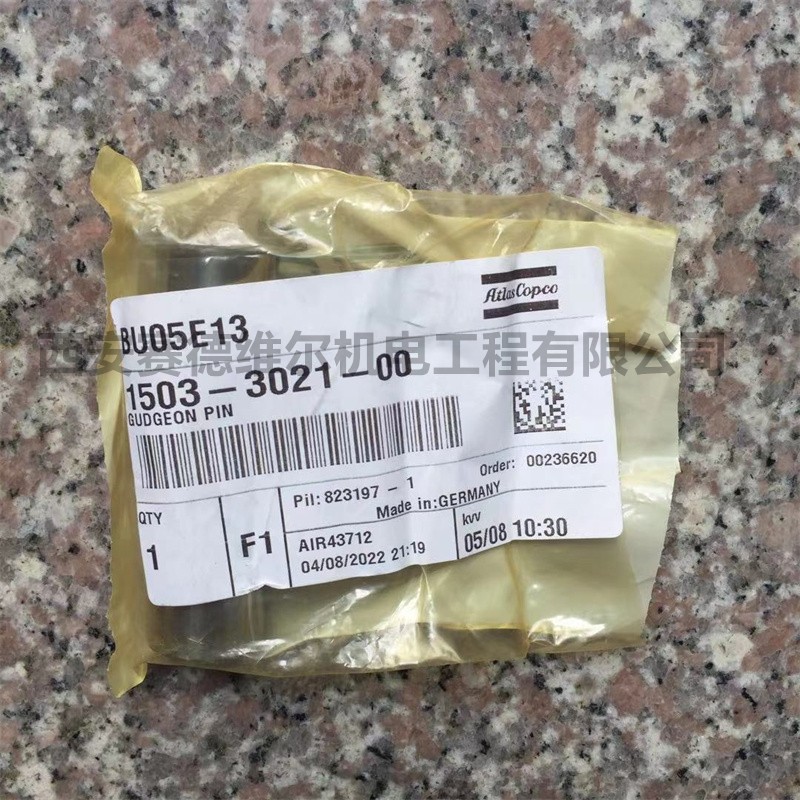 Atlas Copco
BU05E13
西安赛德维尔机电工程有限公司
1503-3021-00
GUDGEON PIN
Pil: 823197 - 1
Order: 00236620
Made in: GERMANY
QTY
1
F1
AIR43712
04/08/2022 21:19
kvv
05/08 10:30